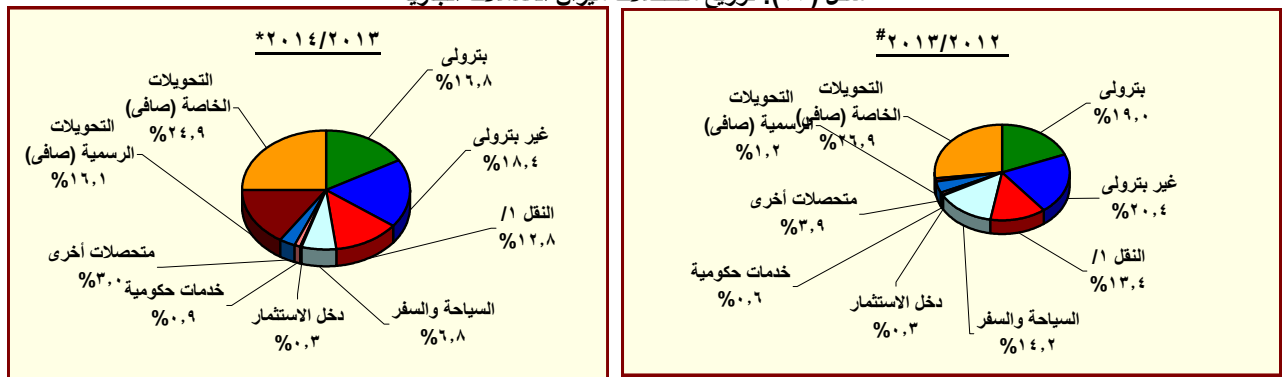 *٢٠١٤/٢٠١٣
بترولى
%١٦,٨
غير بترولى
%١٨,٤
النقل ١/
%١٢,٨
السياحة والسفر
%٦,٨
دخل الاستثمار
%٠,٣
خدمات حكومية
%٠,٩
متحصلات أخرى
%٣,٠
التحويلات
الرسمية (صافى)
%١٦,١
التحويلات
الخاصة (صافى)
%٢٤,٩
#٢٠١٣/٢٠١٢
بترولى
%١٩,٠
غير بترولى
%٢٠,٤
النقل ١/
%١٣,٤
السياحة والسفر
%١٤,٢
دخل الاستثمار
%٠,٣
خدمات حكومية
%٠,٦
متحصلات أخرى
%٣,٩
التحويلات
الرسمية (صافى)
%١,٢
التحويلات
الخاصة (صافى)
%٢٦,٩